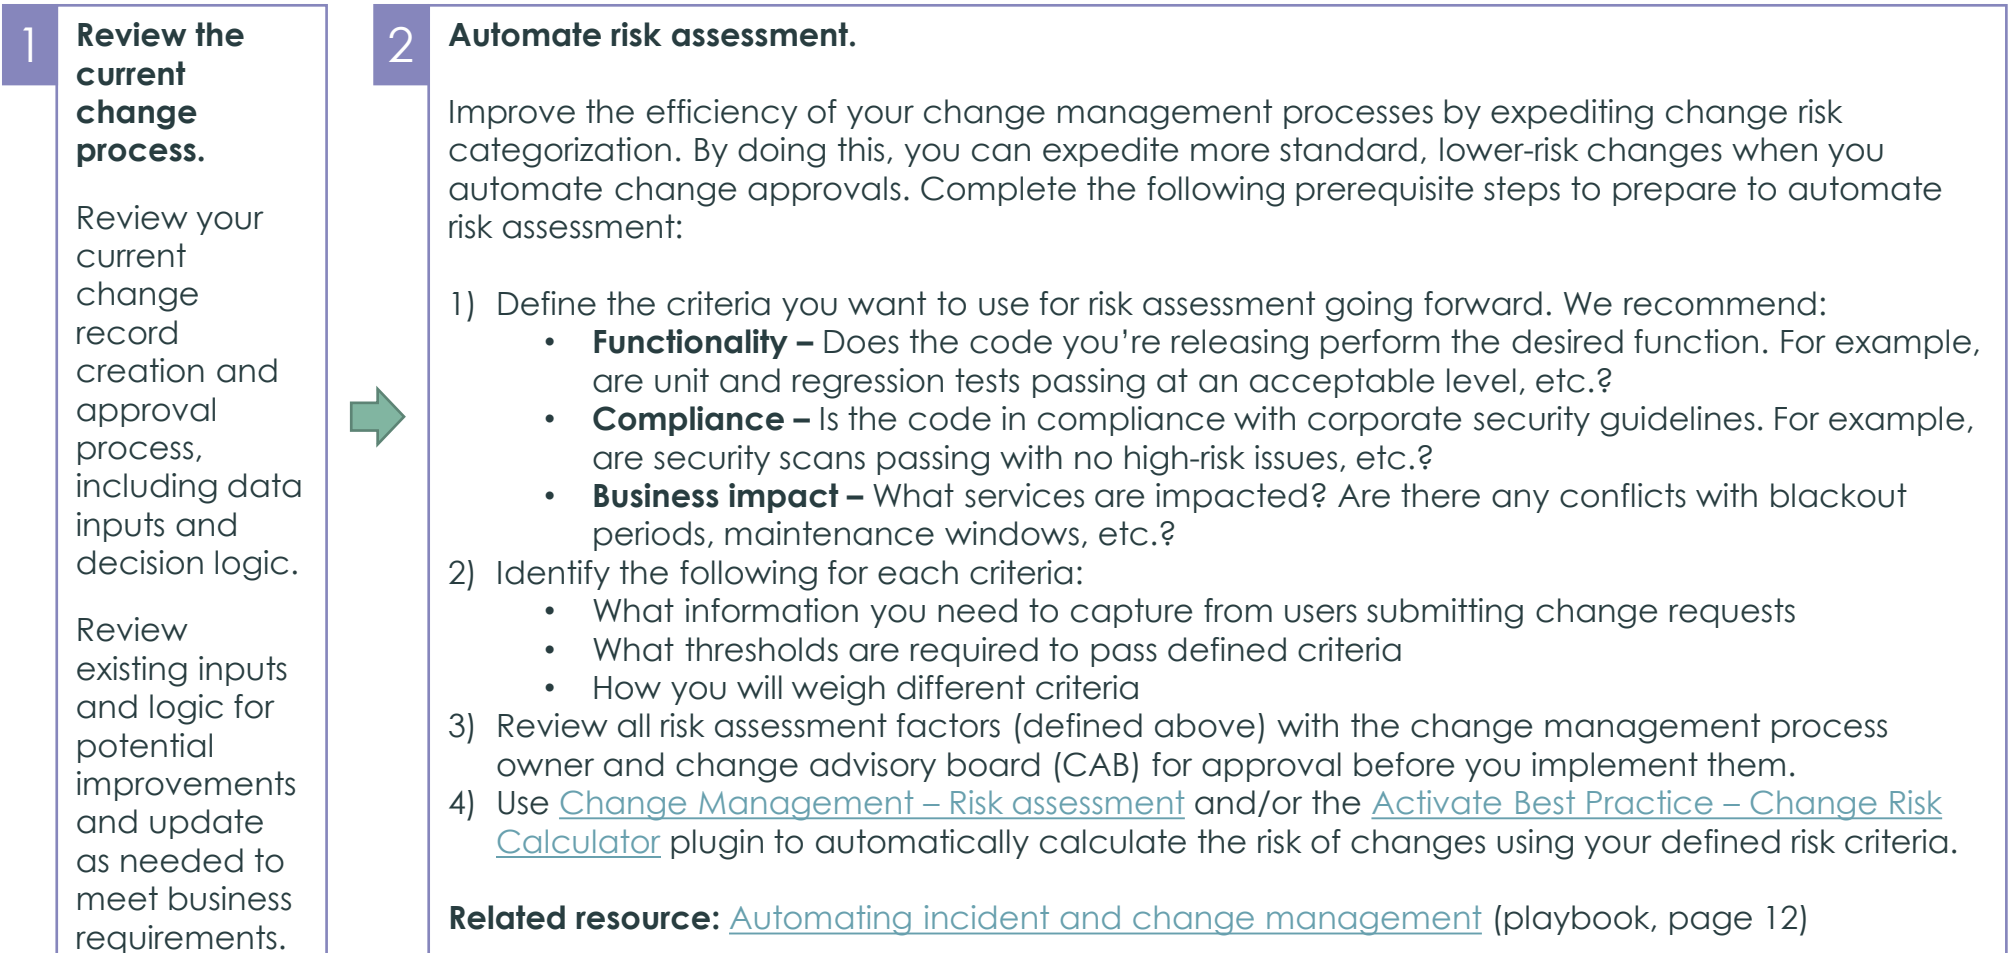 1
Review the
current
change
process.
Review your
current
change
record
creation and
approval
process,
including data
inputs and
decision logic.
Review
existing inputs
and logic for
potential
improvements
and update
as needed to
meet business
requirements.
2
Automate risk assessment.
Improve the efficiency of your change management processes by expediting change risk
categorization. By doing this, you can expedite more standard, lower-risk changes when you
automate change approvals. Complete the following prerequisite steps to prepare to automate
risk assessment:
1) Define the criteria you want to use for risk assessment going forward. We recommend:
• Functionality – Does the code you’re releasing perform the desired function. For example,
are unit and regression tests passing at an acceptable level, etc.?
• Compliance – Is the code in compliance with corporate security guidelines. For example,
are security scans passing with no high-risk issues, etc.?
• Business impact – What services are impacted? Are there any conflicts with blackout
periods, maintenance windows, etc.?
2) Identify the following for each criteria:
• What information you need to capture from users submitting change requests
• What thresholds are required to pass defined criteria
• How you will weigh different criteria
3) Review all risk assessment factors (defined above) with the change management process
owner and change advisory board (CAB) for approval before you implement them.
4) Use Change Management – Risk assessment and/or the Activate Best Practice – Change Risk
Calculator plugin to automatically calculate the risk of changes using your defined risk criteria.
Related resource: Automating incident and change management (playbook, page 12)